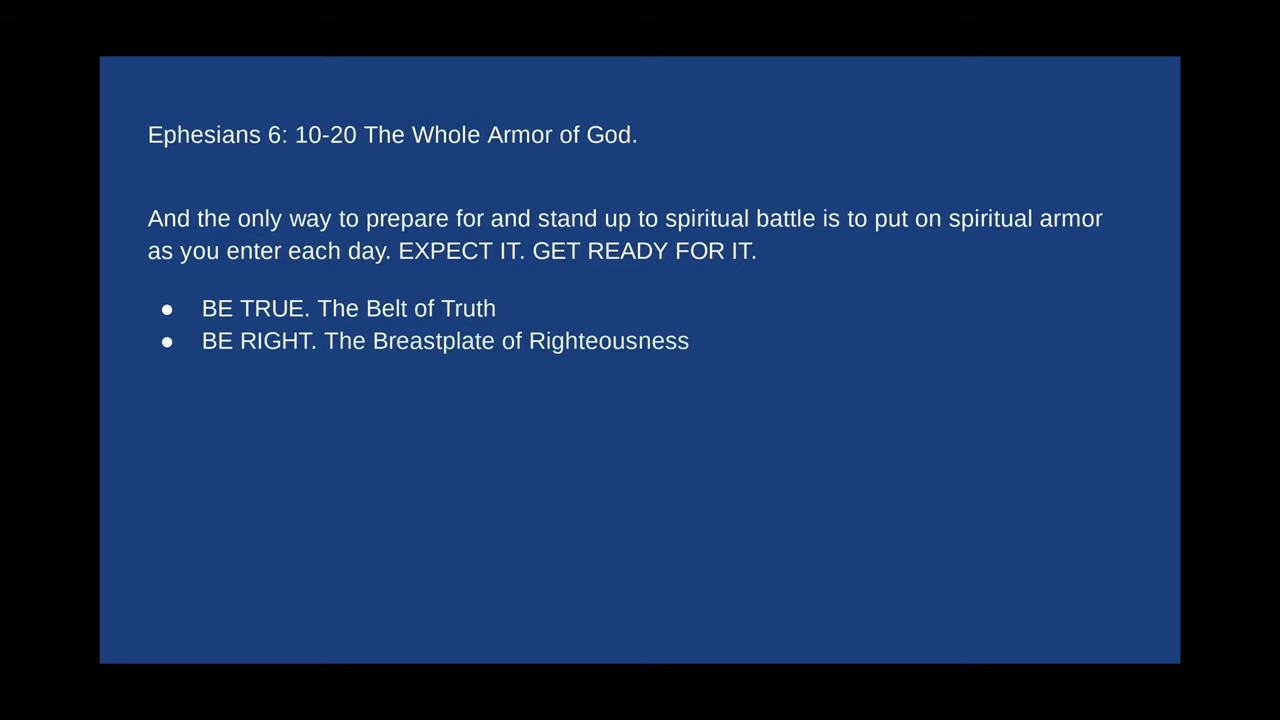 Ephesians 6: 10-20 The Whole Armor of God.
And the only way to prepare for and stand up to spiritual battle is to put on spiritual armor
as you enter each day. EXPECT IT. GET READY FOR IT.
● BE TRUE. The Belt of Truth
● BE RIGHT. The Breastplate of Righteousness